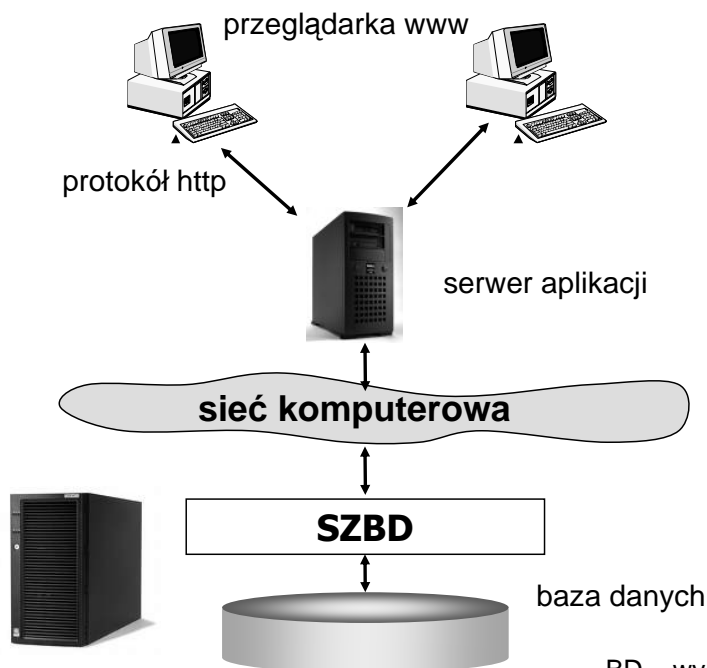 przeglądarka www
protokół http
serwer aplikacji
sieć komputerowa
SZBD
baza danych